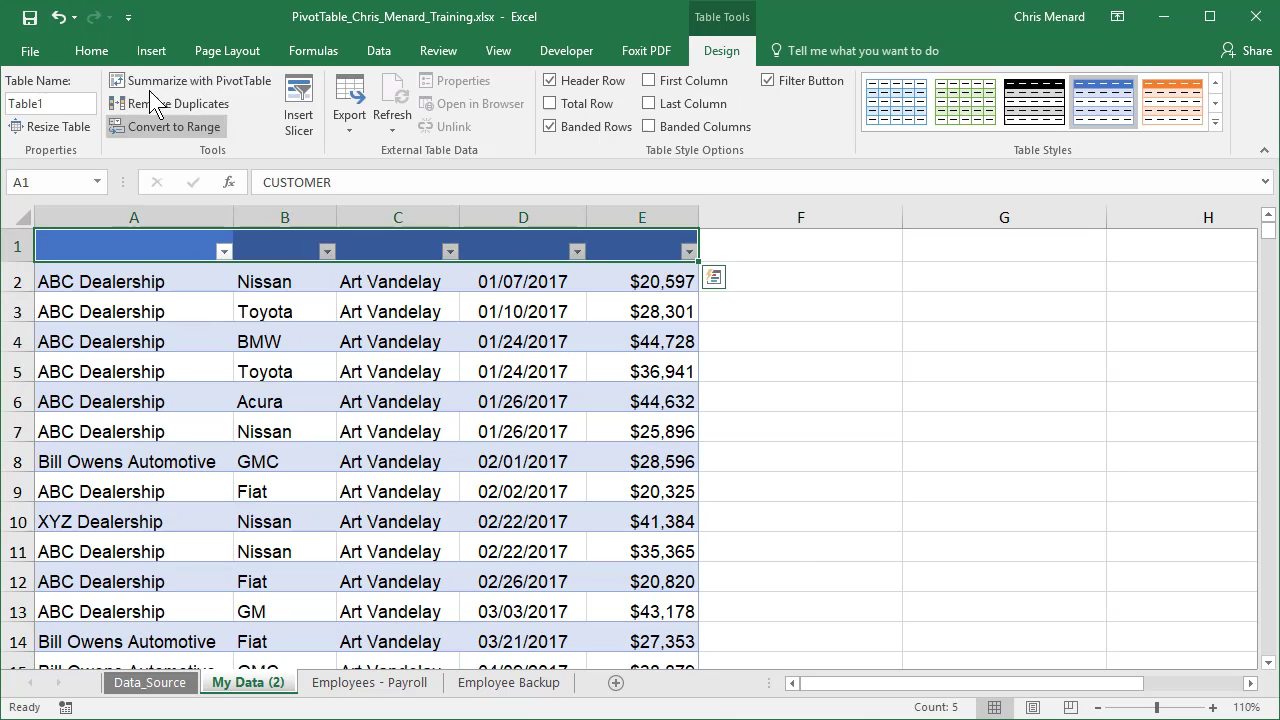 PivotTable_Chris_Menard_Training.xlsx - Excel
Table Tools
Chris Menard
File Home Insert Page Layout Formulas Data Review View Developer Foxit PDF Design Tell me what you want to do Share
Table Name: Summarize with PivotTable Properties Header Row First Column Filter Button
Table1 Remove Duplicates Insert Slicer Export Refresh Open in Browser Total Row Last Column
Resize Table Convert to Range Unlink Banded Rows Banded Columns
Properties Tools External Table Data Table Style Options Table Styles
A1 fx CUSTOMER
A B C D E F G H
1
ABC Dealership Nissan Art Vandelay 01/07/2017 $20,597
3 ABC Dealership Toyota Art Vandelay 01/10/2017 $28,301
4 ABC Dealership BMW Art Vandelay 01/24/2017 $44,728
5 ABC Dealership Toyota Art Vandelay 01/24/2017 $36,941
6 ABC Dealership Acura Art Vandelay 01/26/2017 $44,632
7 ABC Dealership Nissan Art Vandelay 01/26/2017 $25,896
8 Bill Owens Automotive GMC Art Vandelay 02/01/2017 $28,596
9 ABC Dealership Fiat Art Vandelay 02/02/2017 $20,325
10 XYZ Dealership Nissan Art Vandelay 02/22/2017 $41,384
11 ABC Dealership Nissan Art Vandelay 02/22/2017 $35,365
12 ABC Dealership Fiat Art Vandelay 02/26/2017 $20,820
13 ABC Dealership GM Art Vandelay 03/03/2017 $43,178
14 Bill Owens Automotive Fiat Art Vandelay 03/21/2017 $27,353
Bill Owens Automotive GMC Art Vandelay
Data_Source My Data (2) Employees - Payroll Employee Backup
Ready Count: 5 110%